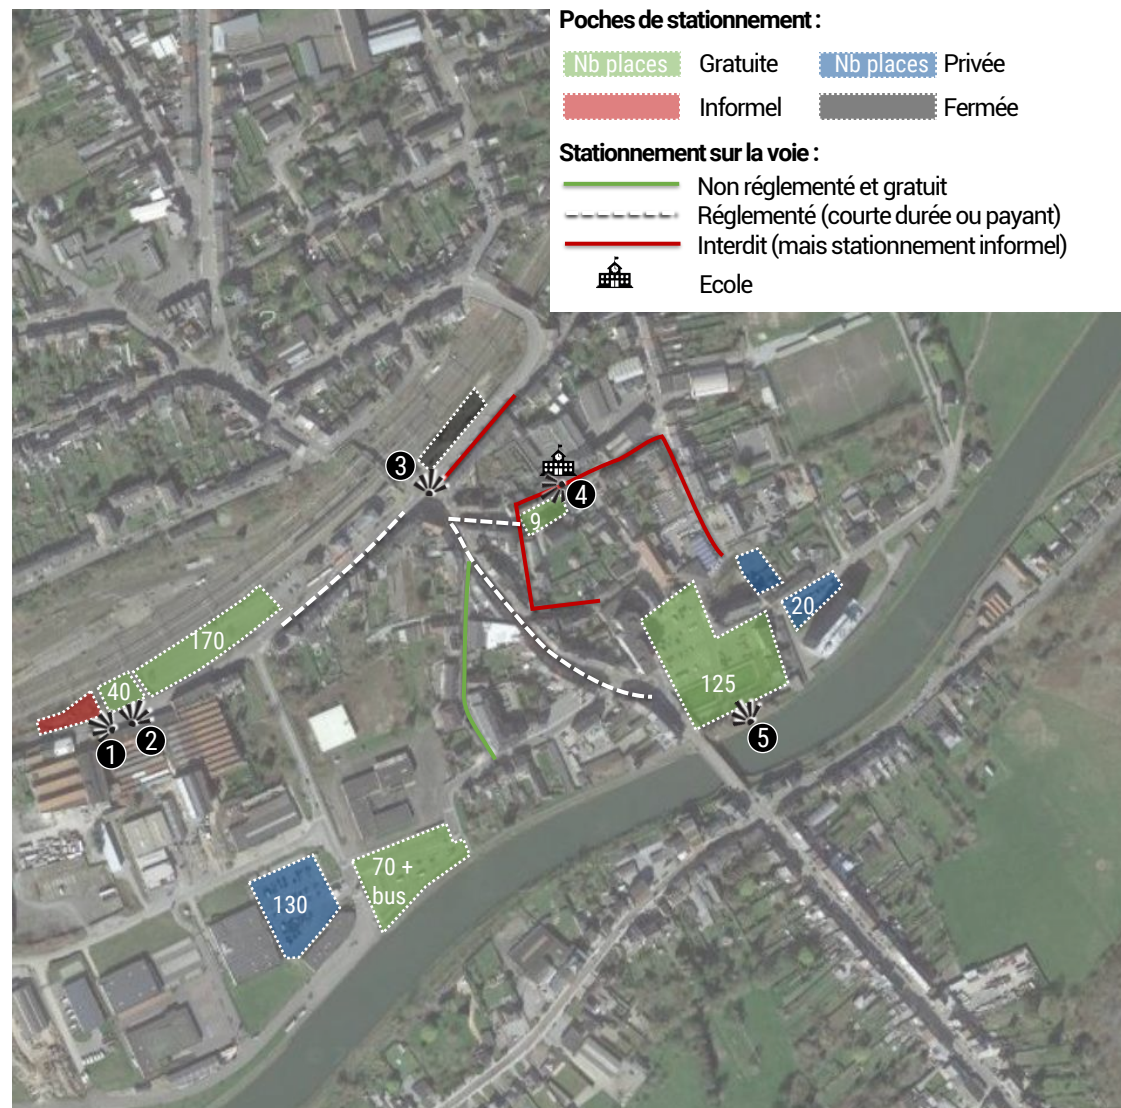 Poches de stationnement :
Nb places Gratuite Nb places Privée
Informel Fermée
Stationnement sur la voie :
Non réglementé et gratuit
Réglementé (courte durée ou payant)
Interdit (mais stationnement informel)
Ecole
3
4
9
20
170
125
40
1
2
5
70 +
bus
130